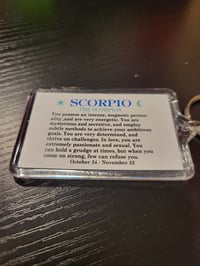 SCORPIO
THE SCORPION
You possess an intense, magnetic person-
ality ,and are very energetic. You are
mysterious and secretive, and employ
subtle methods to achieve your ambitious
goals. You are very determined, and
thrive on challenges. In love, you are
extremely passionate and sexual. You
can hold a grudge at times, but when you
come on strong, few can refuse you.
October 24 - November 22